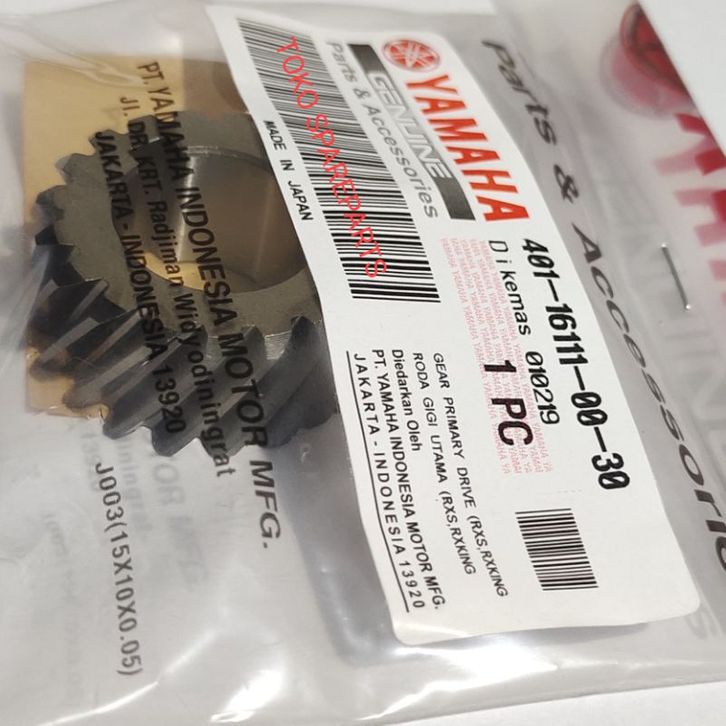 YAMAHA
GENUINE
Parts & Accessories
TOKO SPAREPARTS
MADE IN JAPAN
401-16111-00-30
Dikemas 010219
1 PC
GEAR PRIMARY DRIVE (RXS,RXKING
RODA GIGI UTAMA (RXS,RXKING
Diedarkan Oleh
PT. YAMAHA INDONESIA MOTOR MFG.
JAKARTA - INDONESIA 13920
PT. YAMAHA INDONESIA MOTOR MFG.
Jl. DR. KRT. Radjiman Widyodiningrat
JAKARTA - INDONESIA 13920
J003(15X10X0.05)
Parts & Accessorie